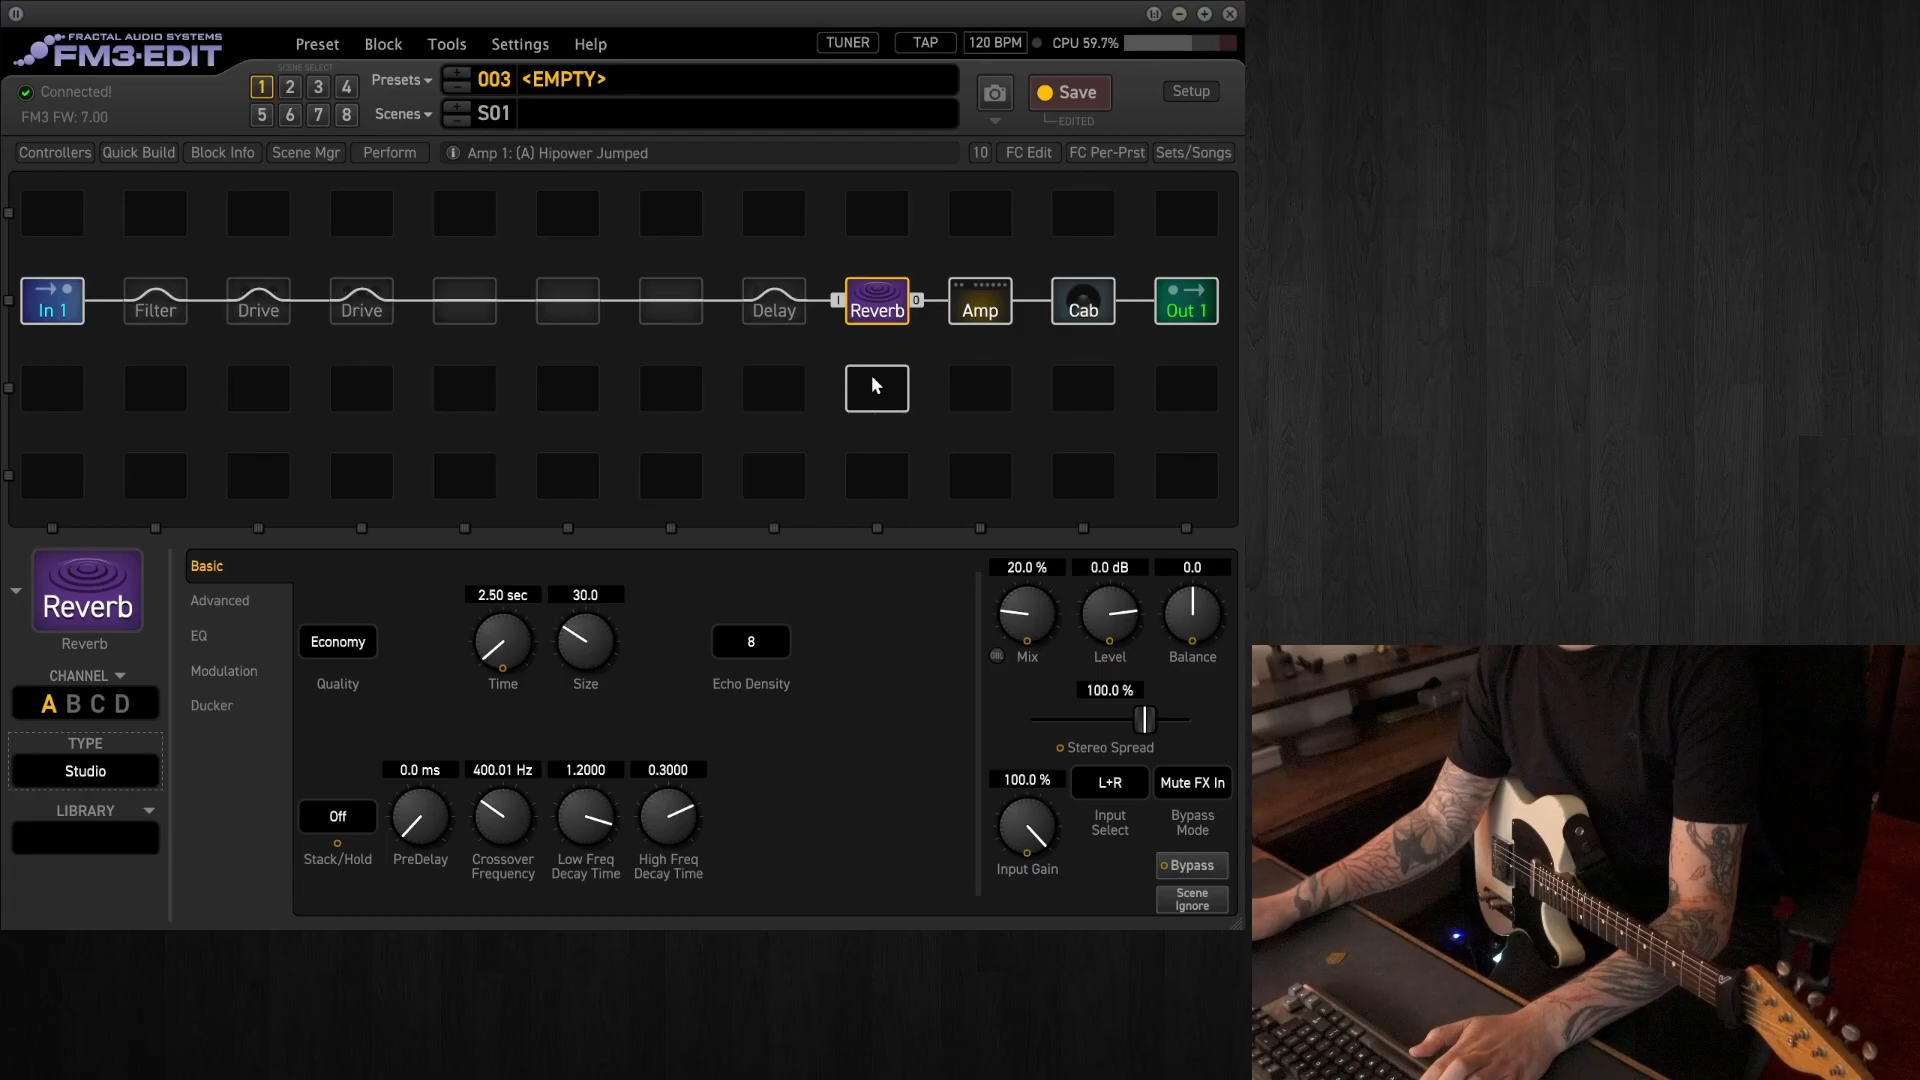 FRACTAL AUDIO SYSTEMS
FM3•EDIT
Preset Block Tools Settings Help
TUNER TAP 120 BPM CPU 59.7%
Connected!
FM3 FW: 7.00
SCENE SELECT
1 2 3 4
5 6 7 8
Presets
+
-
003 <EMPTY>
Scenes
+
-
S01
Save
EDITED
Setup
Controllers Quick Build Block Info Scene Mgr Perform
Amp 1: (A) Hipower Jumped
10 FC Edit FC Per-Prst Sets/Songs
In 1 Filter Drive Drive Delay I Reverb O Amp Cab Out 1
Reverb
Reverb
CHANNEL
A B C D
TYPE
Studio
LIBRARY
Basic
Advanced
EQ
Modulation
Ducker
2.50 sec 30.0
Economy
8
Quality Time Size Echo Density
0.0 ms 400.01 Hz 1.2000 0.3000
Off
Stack/Hold PreDelay Crossover Frequency Low Freq Decay Time High Freq Decay Time
20.0 % 0.0 dB 0.0
GBL Mix Level Balance
100.0 %
Stereo Spread
100.0 % L+R Mute FX In
Input Gain
Input Select
Bypass Mode
Bypass
Scene Ignore